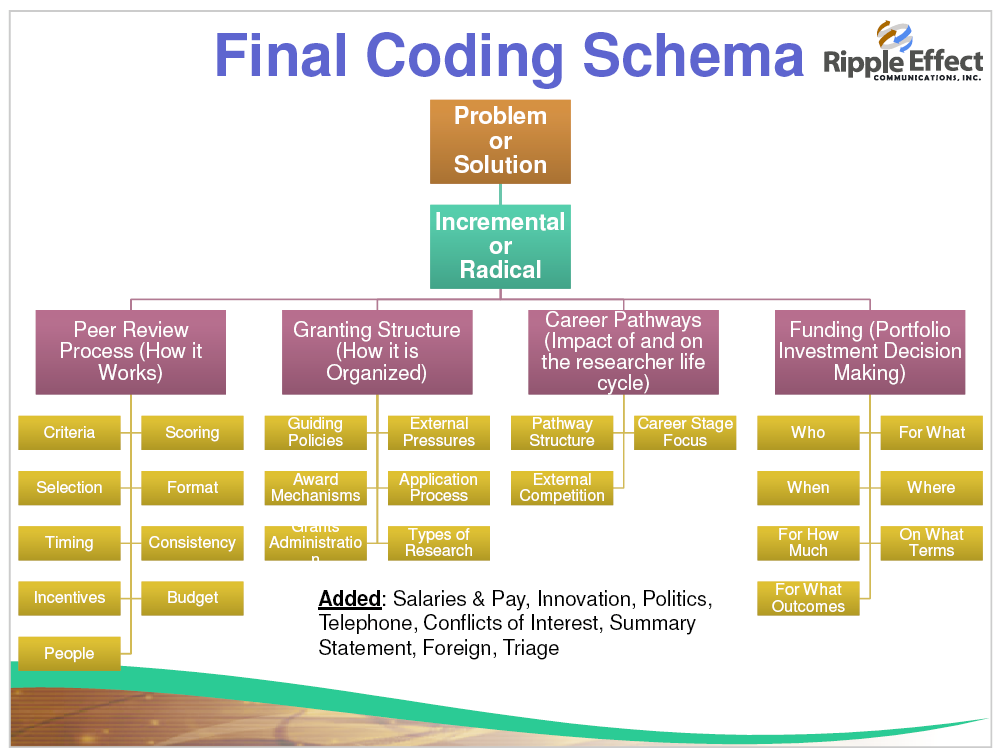 Final Coding Schema
Ripple Effect
COMMUNICATIONS, INC.
Problem
or
Solution
Incremental
or
Radical
Peer Review
Process (How it
Works)
Granting Structure
(How it is
Organized)
Career Pathways
(Impact of and on
the researcher life
cycle)
Funding (Portfolio
Investment Decision
Making)
Criteria
Scoring
Selection
Format
Timing
Consistency
Incentives
Budget
People
Guiding
Policies
External
Pressures
Award
Mechanisms
Application
Process
Grants
Administratio
n
Types of
Research
Pathway
Structure
Career Stage
Focus
External
Competition
Who
For What
When
Where
For How
Much
On What
Terms
For What
Outcomes
Added: Salaries & Pay, Innovation, Politics,
Telephone, Conflicts of Interest, Summary
Statement, Foreign, Triage